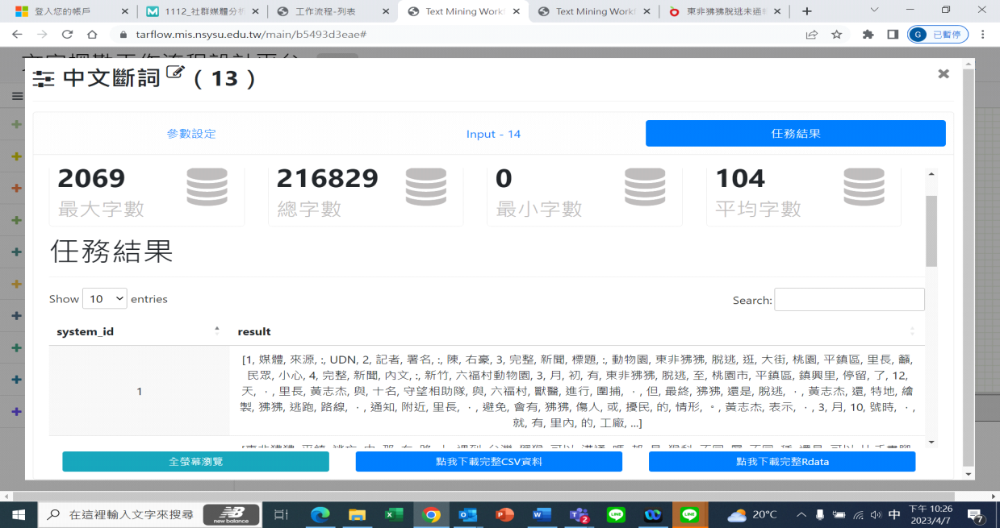 登入您的帳戶
1112_社群媒體分析
工作流程-列表
Text Mining Work
Text Mining Work
東非狒狒脫逃未通
tarflow.mis.nsysu.edu.tw/main/b5493d3eae#
G 已暫停
中文斷詞 ( 13 )
參數設定
Input - 14
任務結果
2069
216829
0
104
最大字數
總字數
最小字數
平均字數
任務結果
Show 10 entries
Search:
system_id
result
[1, 媒體, 來源, :, UDN, 2, 記者, 署名, :, 陳, 右豪, 3, 完整, 新聞, 標題, :, 動物園, 東非狒狒, 脫逃, 逛, 大街, 桃園, 平鎮區, 里長, 籲,
民眾, 小心, 4, 完整, 新聞, 內文, :, 新竹, 六福村動物園, 3, 月, 初, 有, 東非狒狒, 脫逃, 至, 桃園市, 平鎮區, 鎮興里, 停留, 了, 12,
1
天, ,, 里長, 黃志杰, 與, 十名, 守望相助隊, 與, 六福村, 獸醫, 進行, 圍捕, ,, 但, 最終, 狒狒, 還是, 脫逃, ,, 黃志杰, 還, 特地, 繪
製, 狒狒, 逃跑, 路線, ,, 通知, 附近, 里長, ,, 避免, 會有, 狒狒, 傷人, 或, 擾民, 的, 情形, 。, 黃志杰, 表示, ,, 3, 月, 10, 號時, ,,
就, 有, 里內, 的, 工廠, ...]
全螢幕瀏覽
點我下載完整CSV資料
點我下載完整Rdata
在這裡輸入文字來搜尋
NB
new balance
2
LINE
LINE
20°C
中
下午 10:26
2023/4/7
7